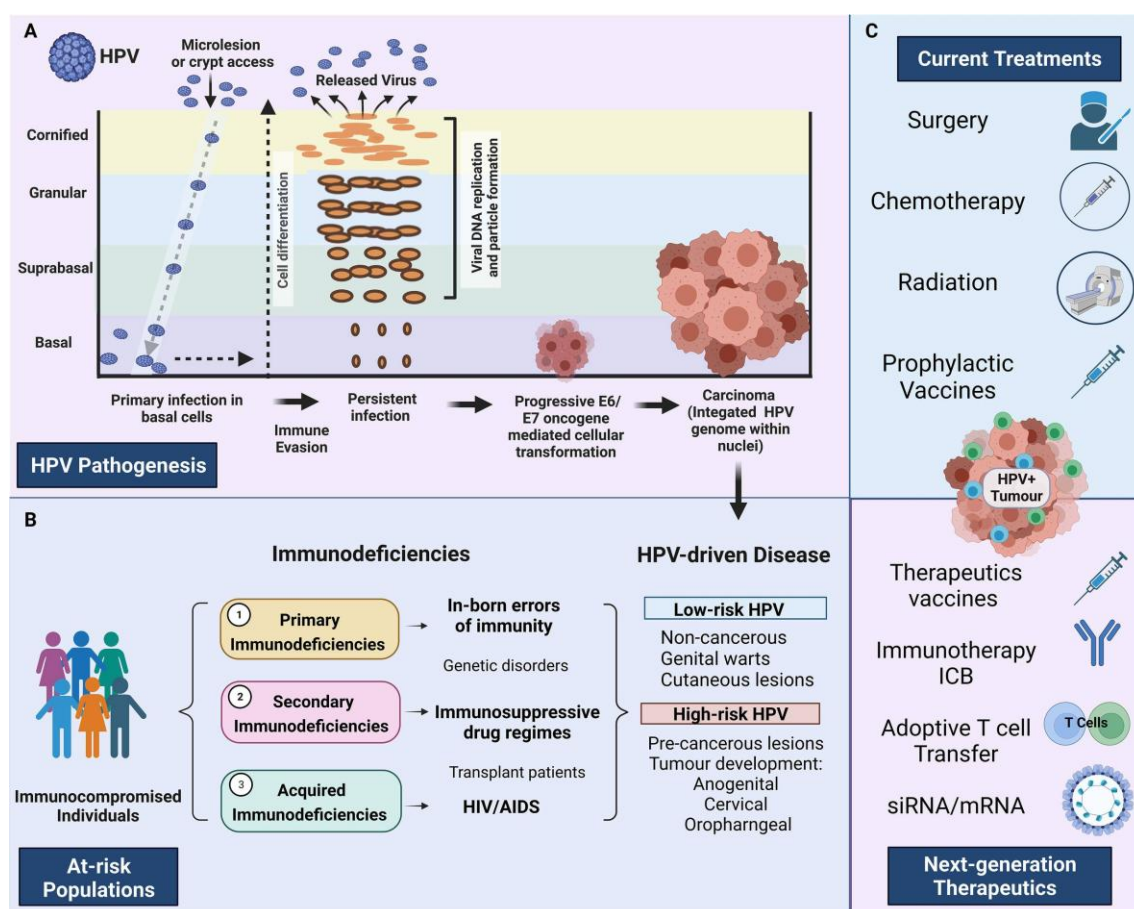 A
HPV
Microlesion
or crypt access
Released Virus
Cornified
Granular
Suprabasal
Basal
Cell differentiation
Viral DNA replication
and particle formation
Primary infection in
basal cells
Immune
Evasion
Persistent
infection
Progressive E6/
E7 oncogene
mediated cellular
transformation
Carcinoma
(Integated HPV
genome within
nuclei)
HPV Pathogenesis
B
Immunodeficiencies
HPV-driven Disease
1
Primary
Immunodeficiencies
In-born errors
of immunity
Genetic disorders
2
Secondary
Immunodeficiencies
Immunosuppressive
drug regimes
Transplant patients
3
Acquired
Immunodeficiencies
HIV/AIDS
Immunocompromised
Individuals
At-risk
Populations
Low-risk HPV
Non-cancerous
Genital warts
Cutaneous lesions
High-risk HPV
Pre-cancerous lesions
Tumour development:
Anogenital
Cervical
Oropharngeal
C
Current Treatments
Surgery
Chemotherapy
Radiation
Prophylactic
Vaccines
HPV+
Tumour
Therapeutics
vaccines
Immunotherapy
ICB
Adoptive T cell
Transfer
T Cells
siRNA/mRNA
Next-generation
Therapeutics